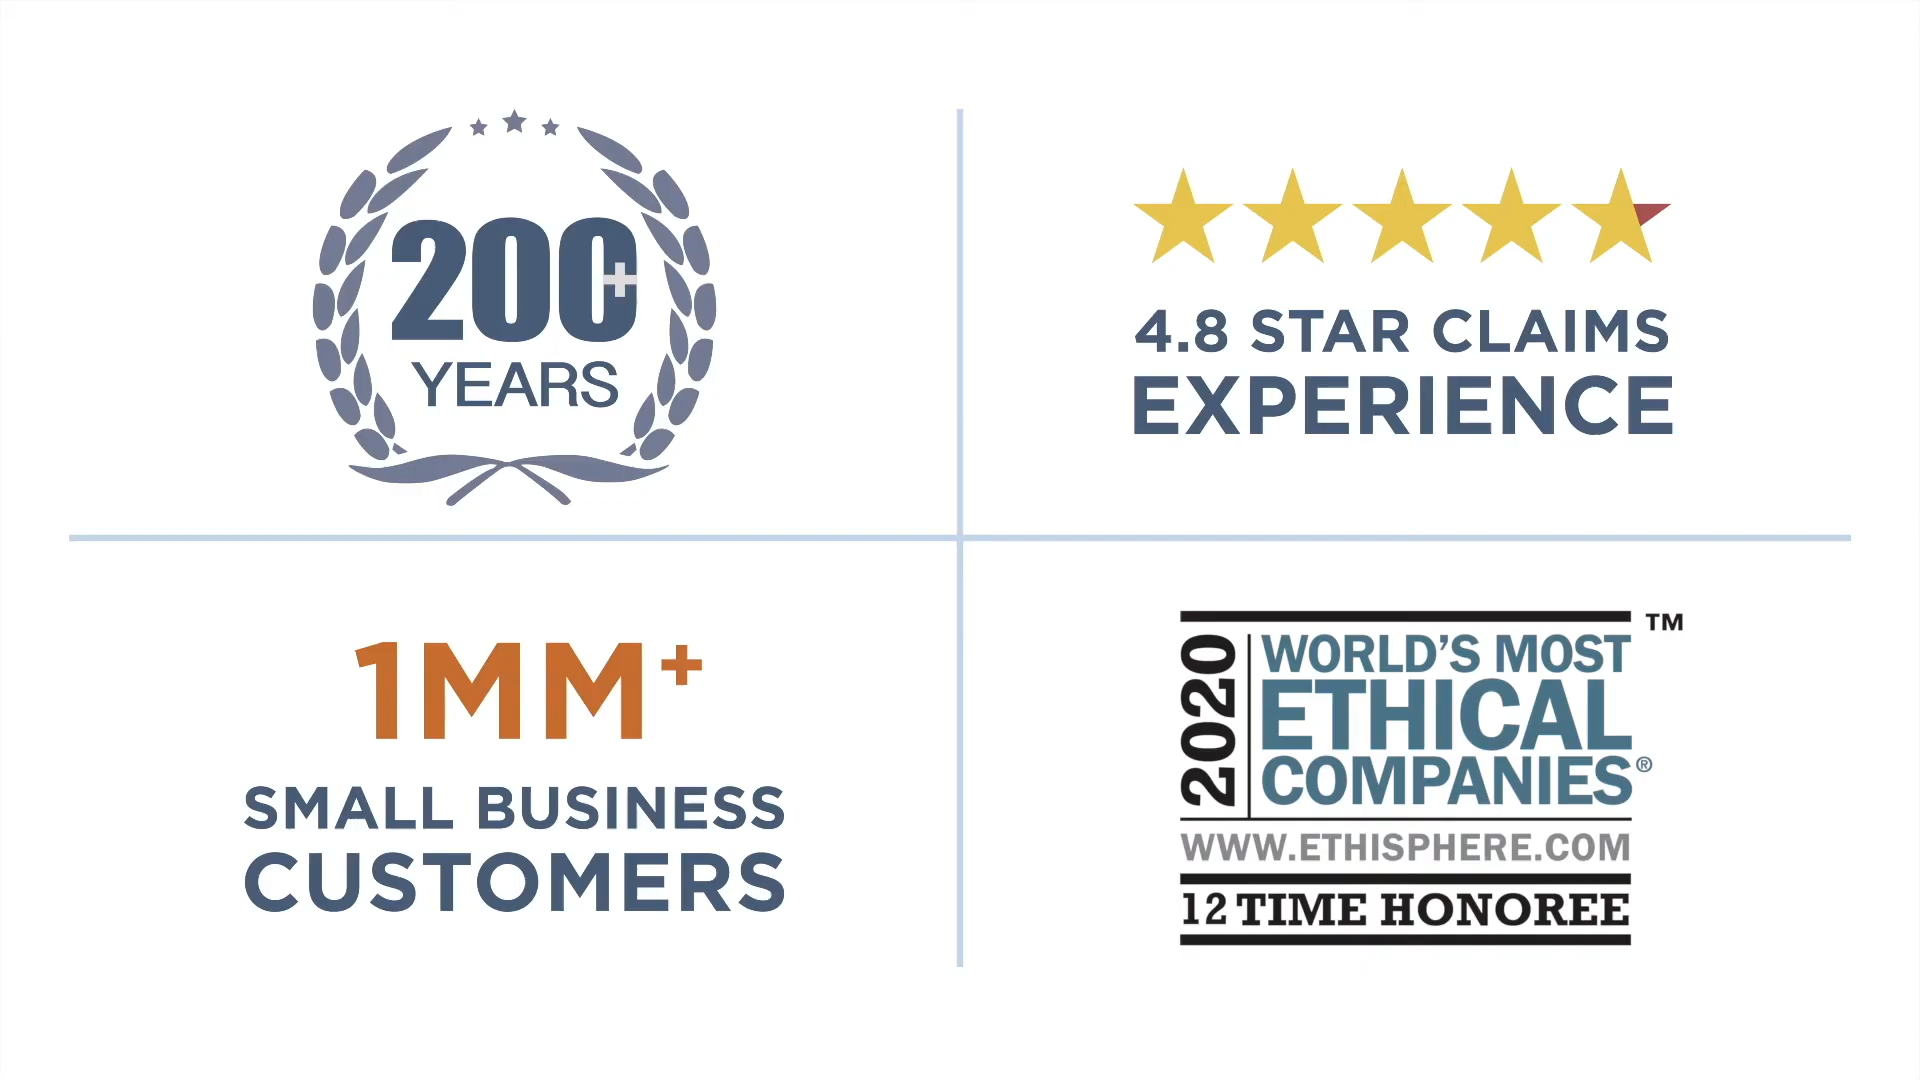 200+
YEARS
4.8 STAR CLAIMS
EXPERIENCE
1MM+
SMALL BUSINESS
CUSTOMERS
2020
WORLD'S MOST
ETHICAL
COMPANIES®
™
WWW.ETHISPHERE.COM
12 TIME HONOREE